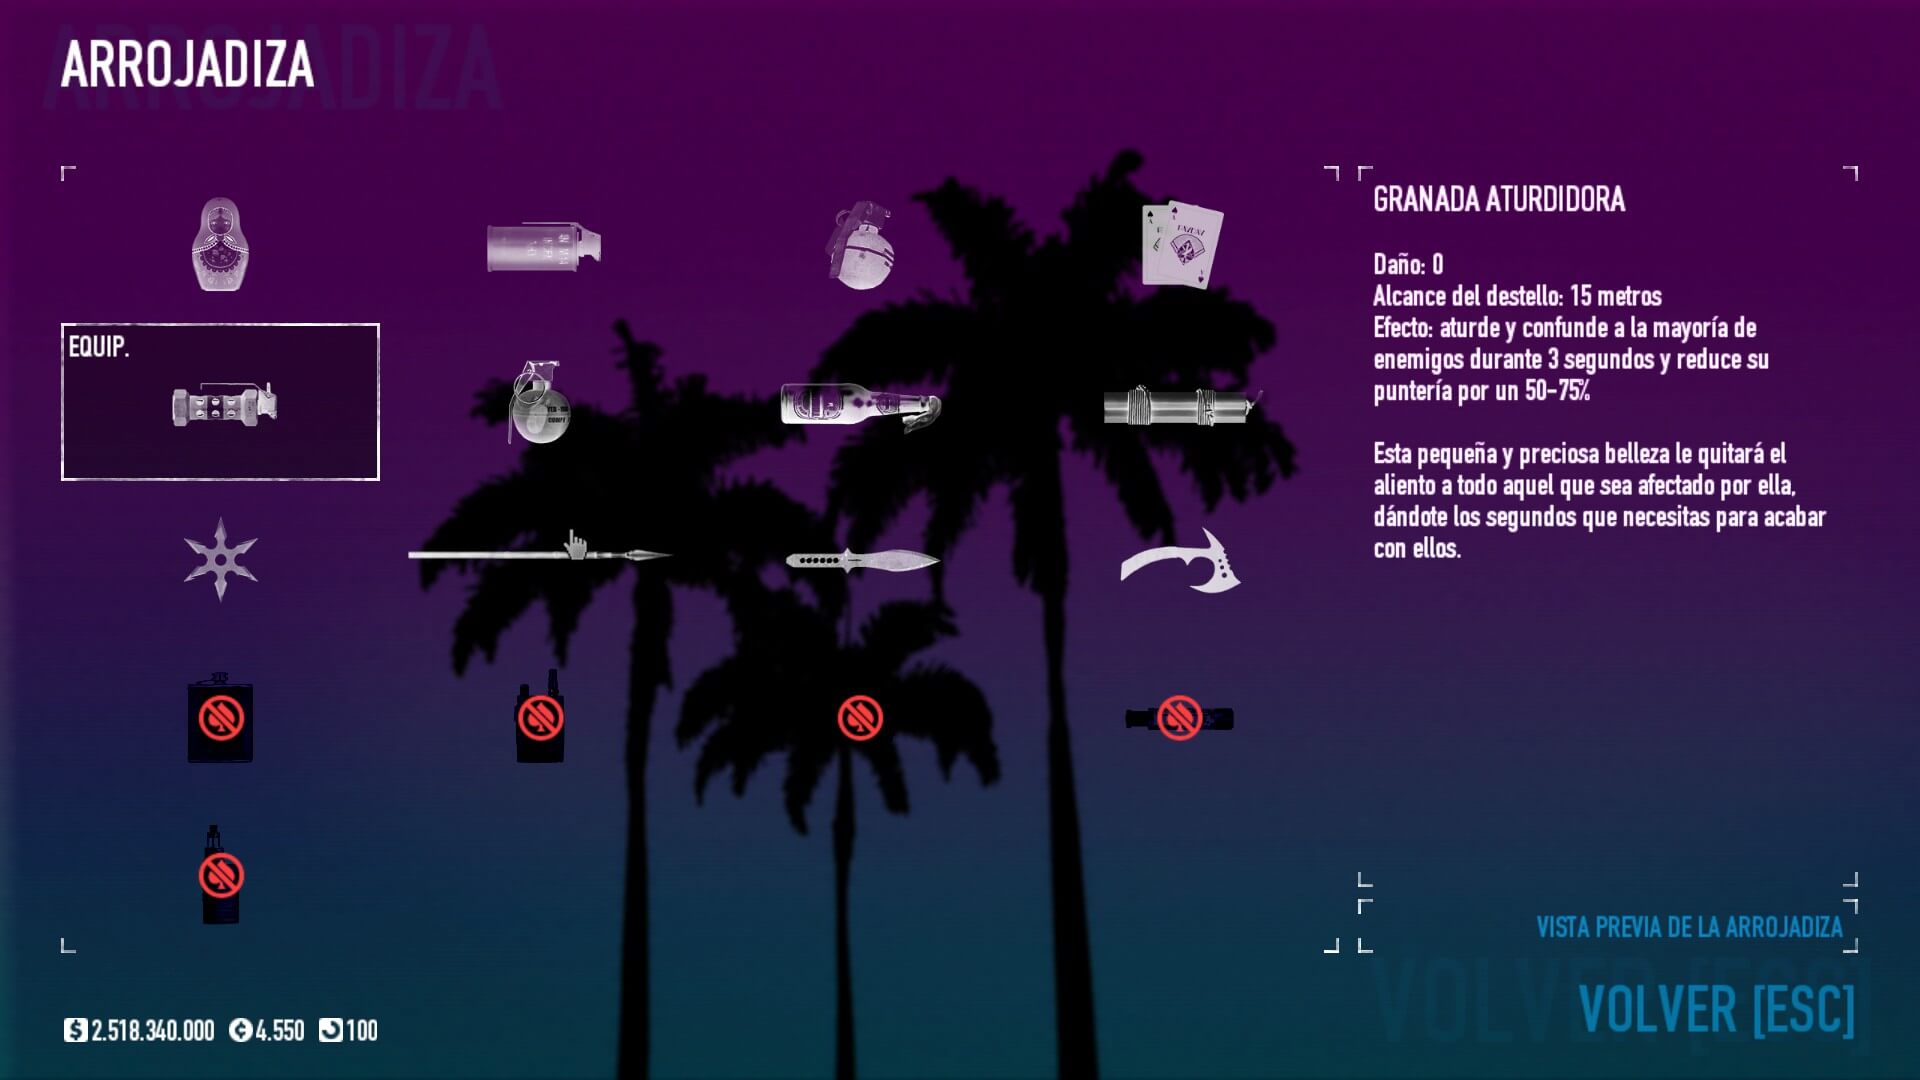 ARROJADIZA
EQUIP.
GRANADA ATURDIDORA
Daño: 0
Alcance del destello: 15 metros
Efecto: aturde y confunde a la mayoría de
enemigos durante 3 segundos y reduce su
puntería por un 50-75%
Esta pequeña y preciosa belleza le quitará el
aliento a todo aquel que sea afectado por ella,
dándote los segundos que necesitas para acabar
con ellos.
VISTA PREVIA DE LA ARROJADIZA
VOLVER [ESC]
2.518.340.000 4.550 100